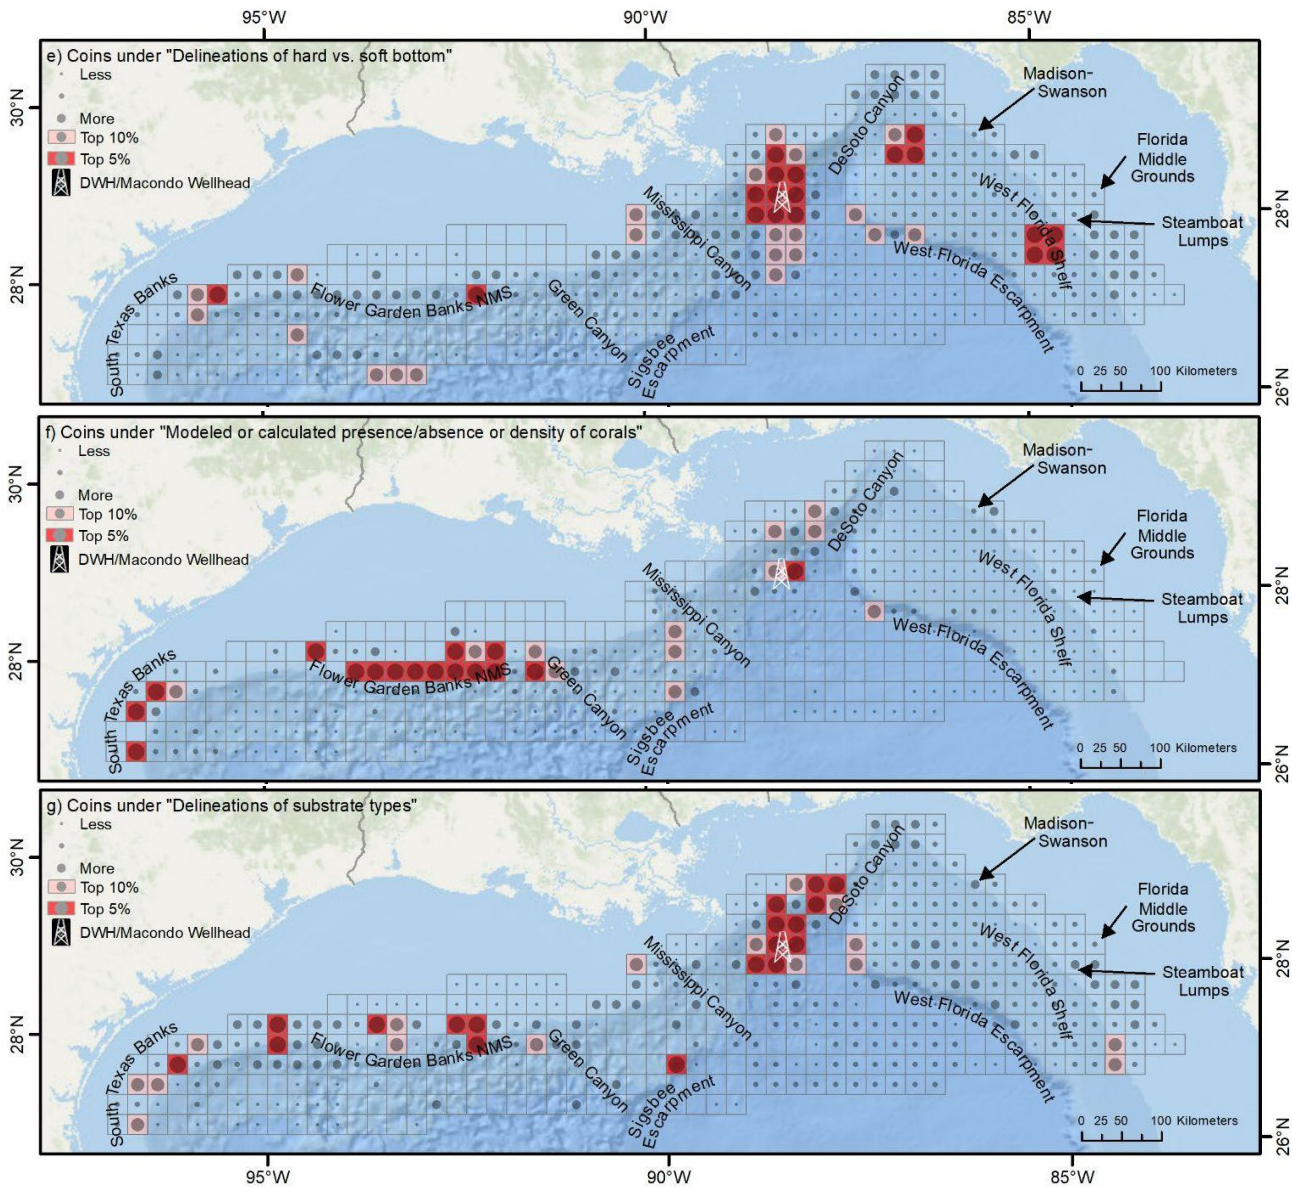 95°W
90°W
85°W
e) Coins under "Delineations of hard vs. soft bottom"
Less
More
Top 10%
Top 5%
DWH/Macondo Wellhead
30°N
28°N
28°N
26°N
Madison-
Swanson
Florida
Middle
Grounds
Steamboat
Lumps
DeSoto Canyon
West Florida Shelf
West Florida Escarpment
Mississippi Canyon
Green Canyon
Sigsbee
Escarpment
Flower Garden Banks NMS
South Texas Banks
0 25 50 100 Kilometers
f) Coins under "Modeled or calculated presence/absence or density of corals"
Less
More
Top 10%
Top 5%
DWH/Macondo Wellhead
30°N
28°N
28°N
26°N
Madison-
Swanson
Florida
Middle
Grounds
Steamboat
Lumps
DeSoto Canyon
West Florida Shelf
West Florida Escarpment
Mississippi Canyon
Green Canyon
Sigsbee
Escarpment
Flower Garden Banks NMS
South Texas Banks
0 25 50 100 Kilometers
g) Coins under "Delineations of substrate types"
Less
More
Top 10%
Top 5%
DWH/Macondo Wellhead
30°N
28°N
28°N
26°N
Madison-
Swanson
Florida
Middle
Grounds
Steamboat
Lumps
DeSoto Canyon
West Florida Shelf
West Florida Escarpment
Mississippi Canyon
Green Canyon
Sigsbee
Escarpment
Flower Garden Banks NMS
South Texas Banks
0 25 50 100 Kilometers
95°W
90°W
85°W